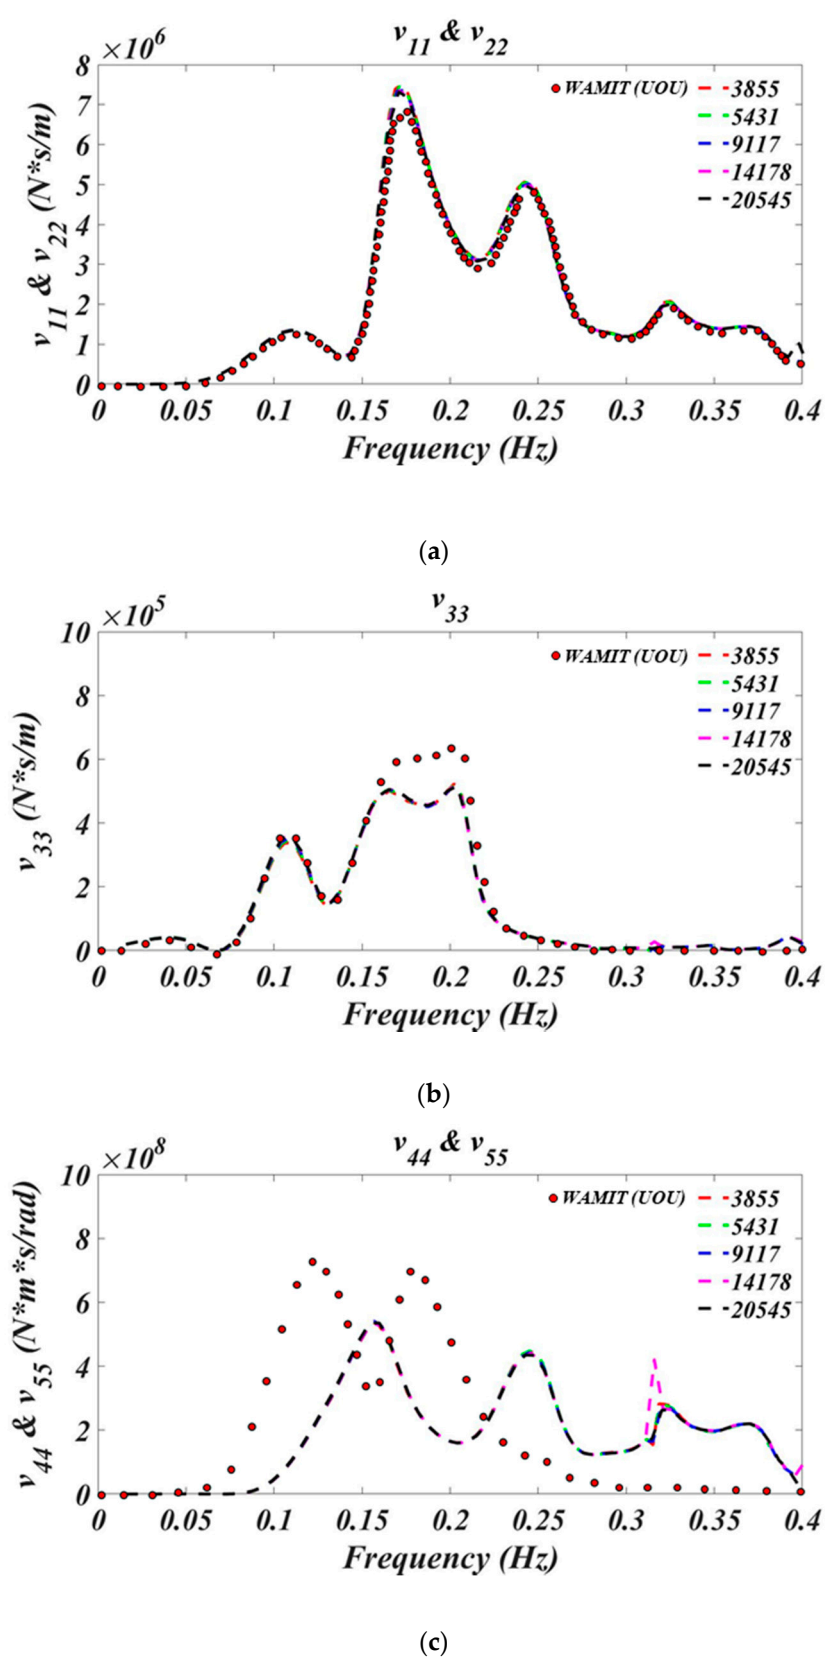 v11 & v22
×10^6
WAMIT (UOU)
3855
5431
9117
14178
20545
v11 & v22 (N*s/m)
8
7
6
5
4
3
2
1
0
0 0.05 0.1 0.15 0.2 0.25 0.3 0.35 0.4
Frequency (Hz)
(a)
v33
×10^5
WAMIT (UOU)
3855
5431
9117
14178
20545
v33 (N*s/m)
10
8
6
4
2
0
0 0.05 0.1 0.15 0.2 0.25 0.3 0.35 0.4
Frequency (Hz)
(b)
v44 & v55
×10^8
WAMIT (UOU)
3855
5431
9117
14178
20545
v44 & v55 (N*m*s/rad)
10
8
6
4
2
0
0 0.05 0.1 0.15 0.2 0.25 0.3 0.35 0.4
Frequency (Hz)
(c)